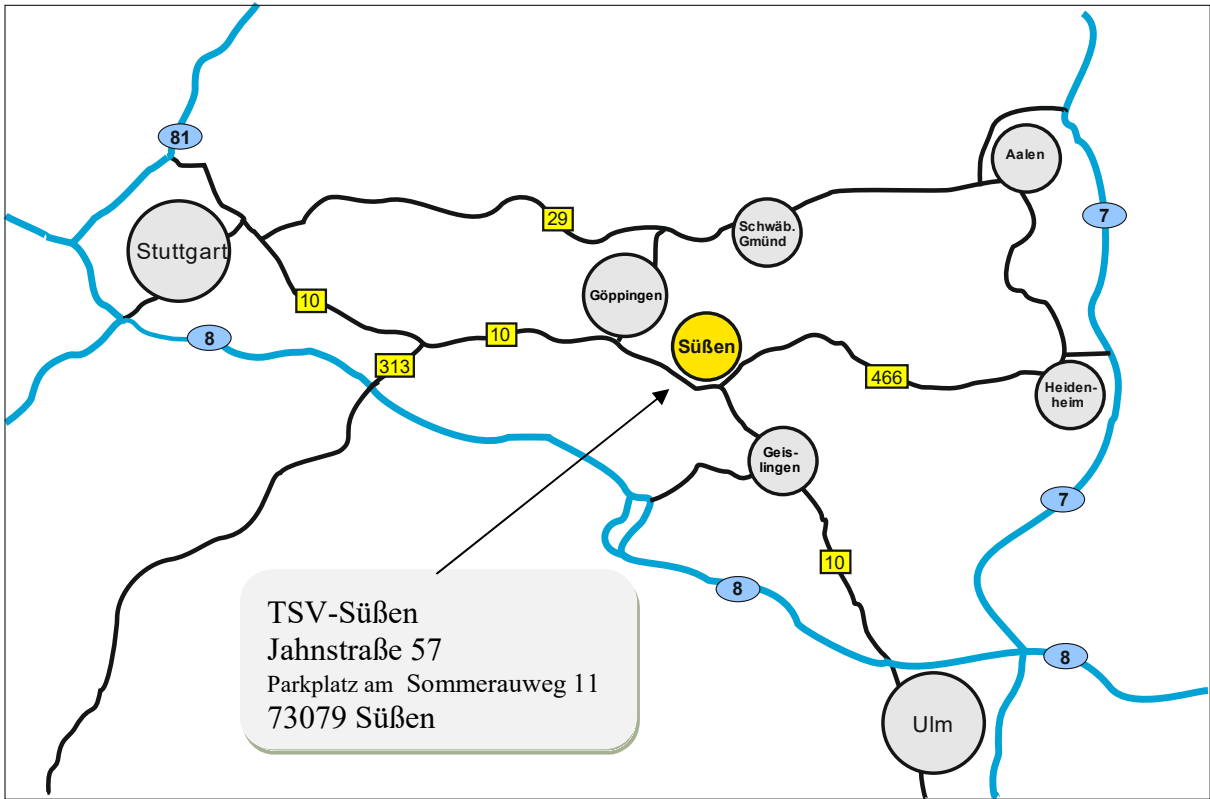 81
Aalen
7
29
Schwäb.
Gmünd
Stuttgart
10
Göppingen
8
10
Süßen
313
466
Heiden-
heim
Geis-
lingen
7
10
8
TSV-Süßen
Jahnstraße 57
Parkplatz am Sommerauweg 11
73079 Süßen
8
Ulm